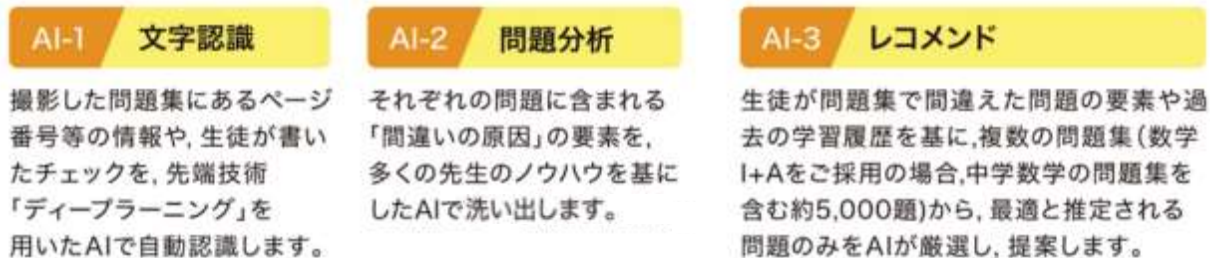 AI-1 文字認識
撮影した問題集にあるページ
番号等の情報や, 生徒が書い
たチェックを, 先端技術
「ディープラーニング」を
用いたAIで自動認識します。
AI-2 問題分析
それぞれの問題に含まれる
「間違いの原因」の要素を,
多くの先生のノウハウを基に
したAIで洗い出します。
AI-3 レコメンド
生徒が問題集で間違えた問題の要素や過
去の学習履歴を基に,複数の問題集(数学
I+Aをご採用の場合,中学数学の問題集を
含む約5,000題)から, 最適と推定される
問題のみをAIが厳選し, 提案します。